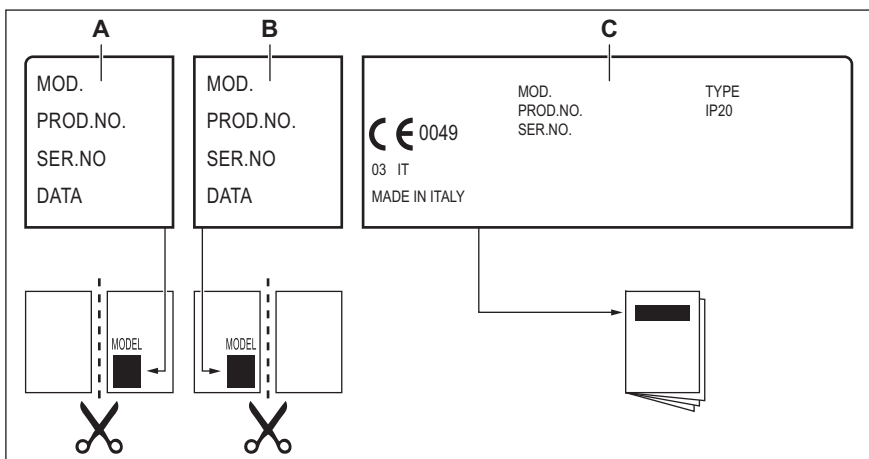 A
B
C
MOD.
PROD.NO.
SER.NO
DATA
MOD.
PROD.NO.
SER.NO
DATA
MOD.
PROD.NO.
SER.NO.
TYPE
IP20
CE 0049
03 IT
MADE IN ITALY
MODEL
MODEL